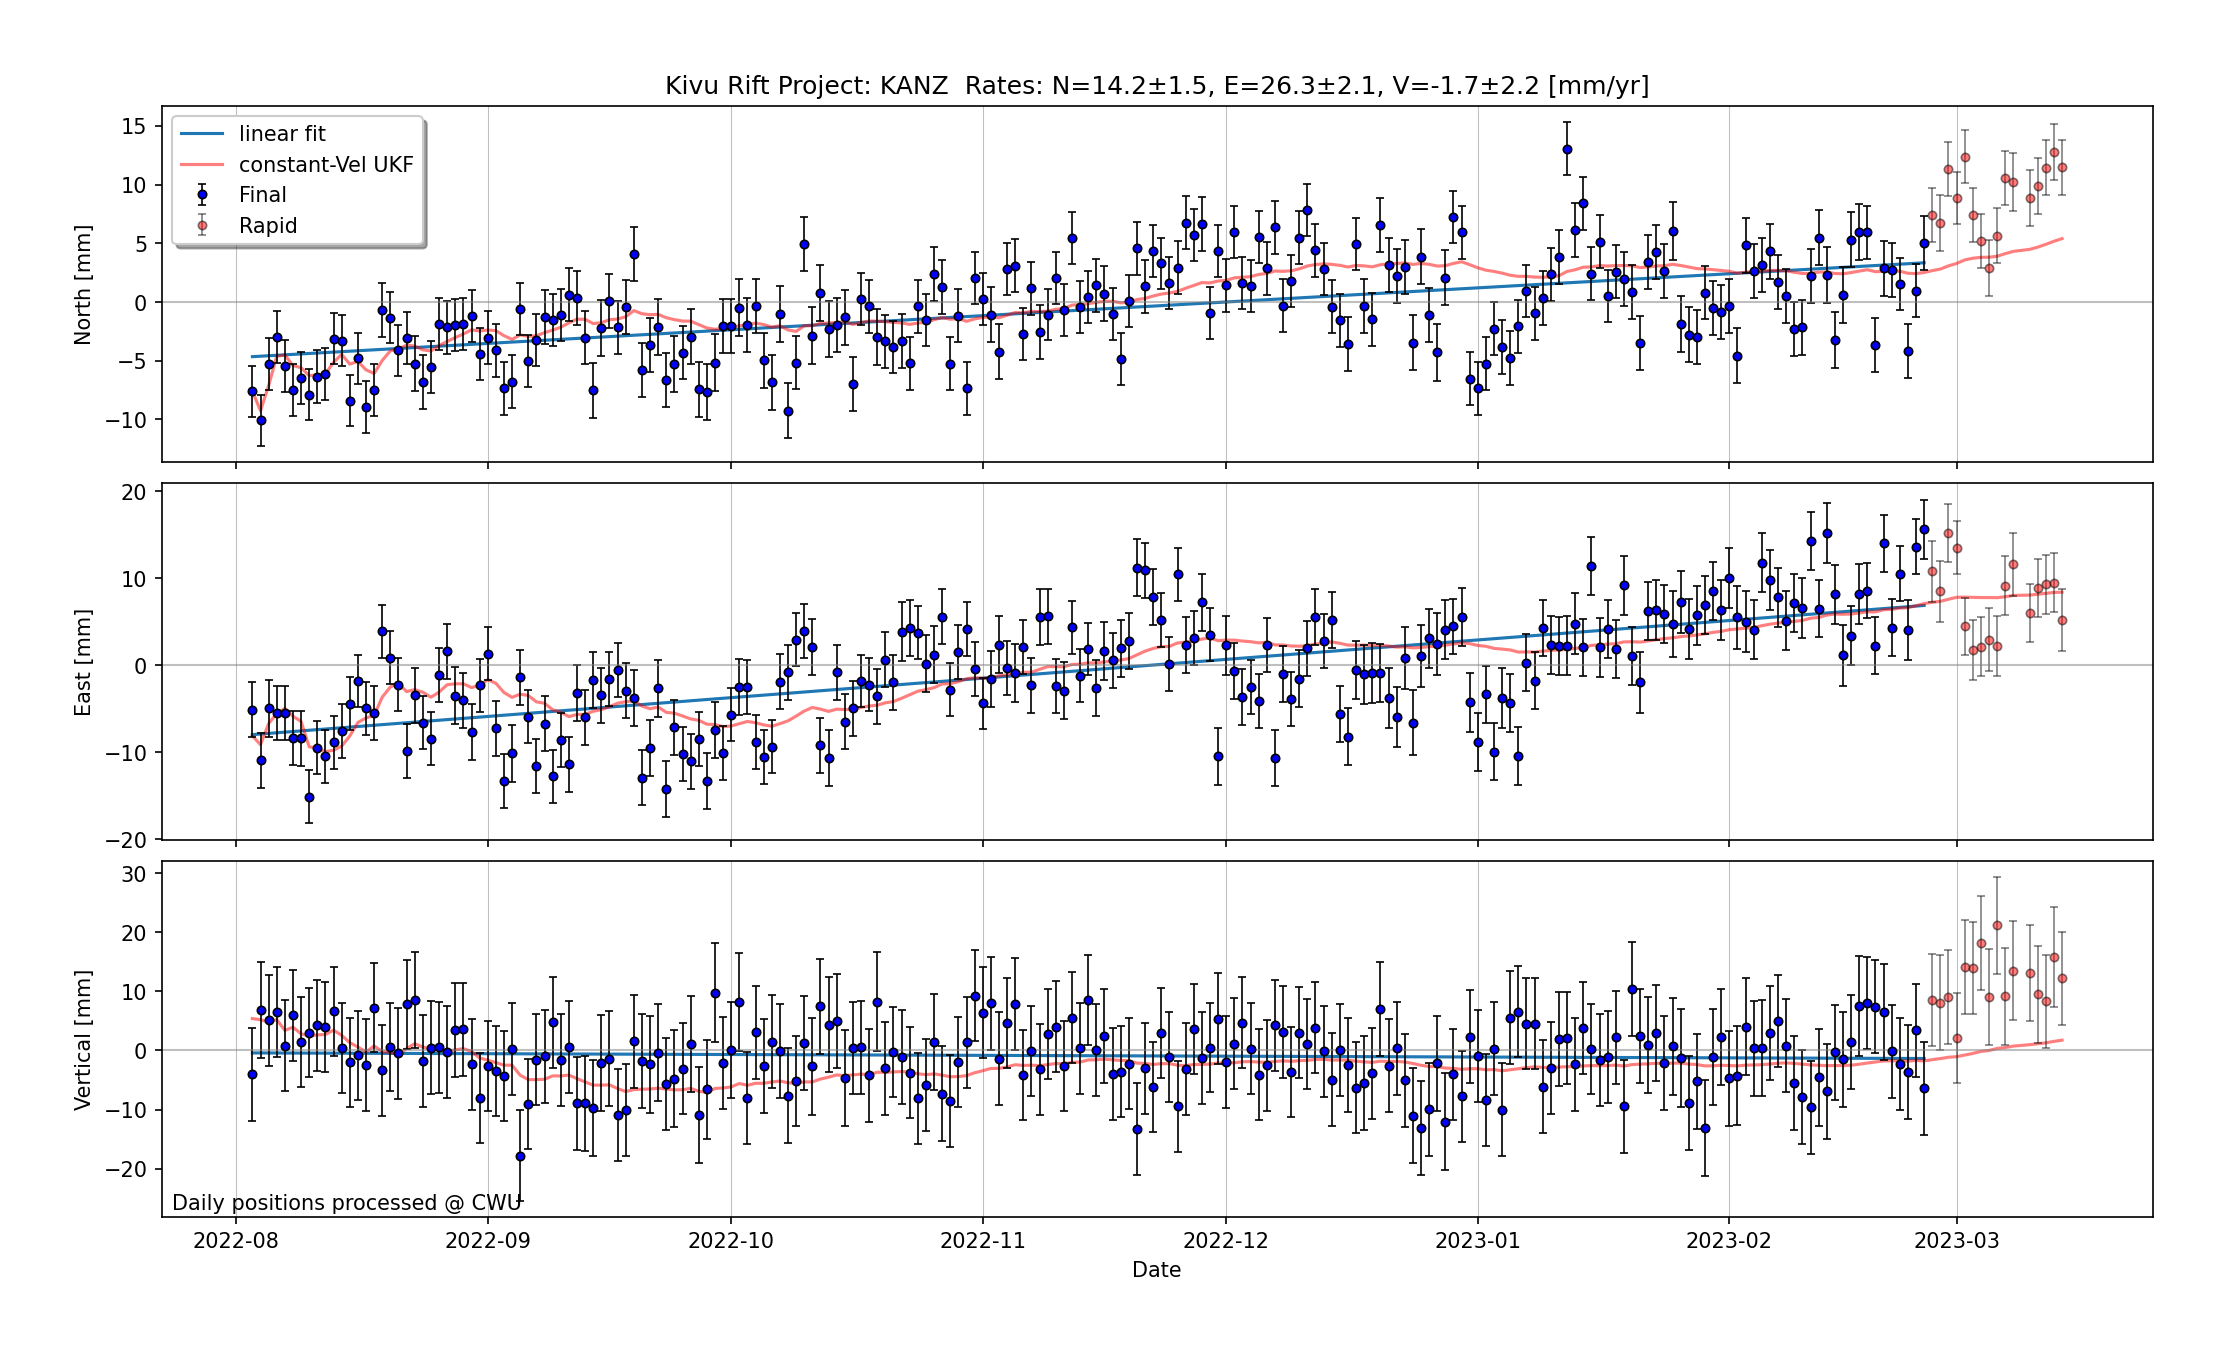 Kivu Rift Project: KANZ  Rates: N=14.2±1.5, E=26.3±2.1, V=-1.7±2.2 [mm/yr]
linear fit
constant-Vel UKF
Final
Rapid
North [mm]
15
10
5
0
−5
−10
East [mm]
20
10
0
−10
−20
Vertical [mm]
30
20
10
0
−10
−20
Daily positions processed @ CWU
2022-08 2022-09 2022-10 2022-11 2022-12 2023-01 2023-02 2023-03
Date